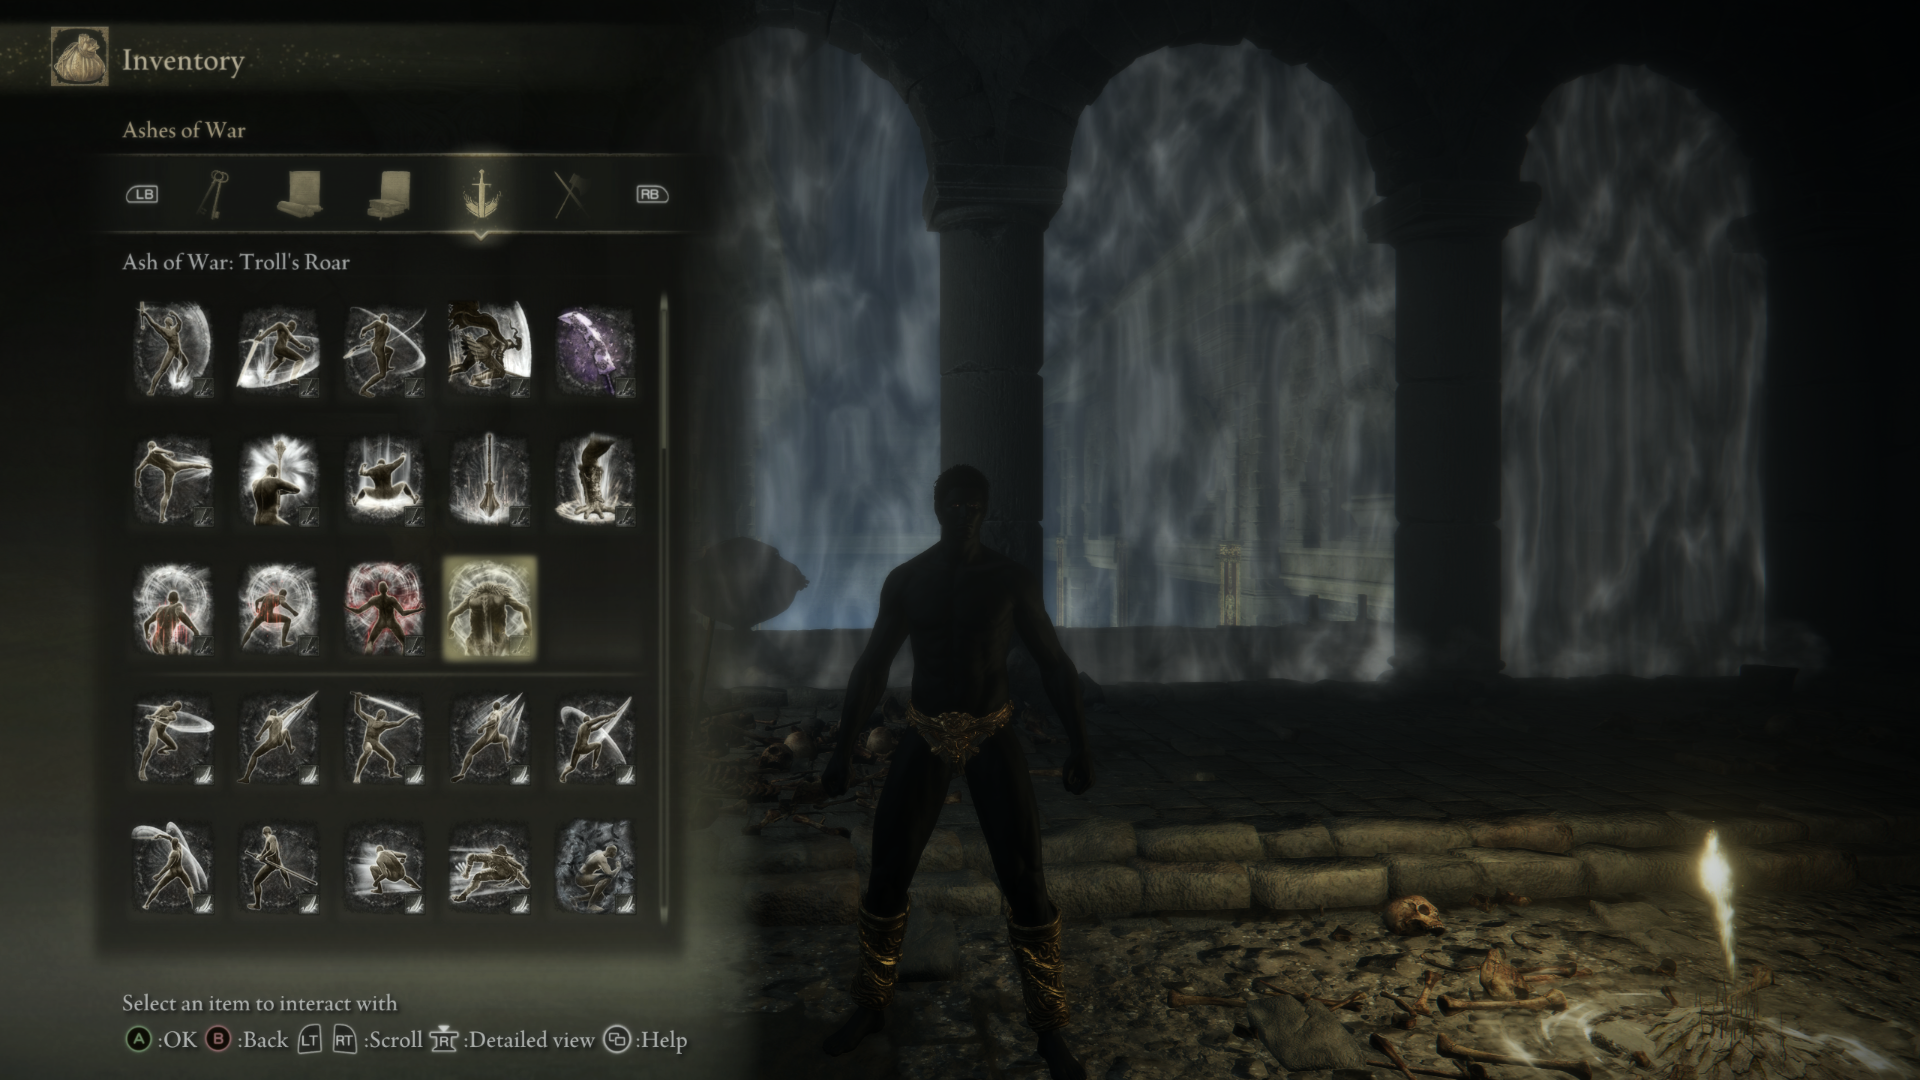 Inventory
Ashes of War
LB
RB
Ash of War: Troll's Roar
Select an item to interact with
A :OK B :Back LT RT :Scroll R :Detailed view :Help